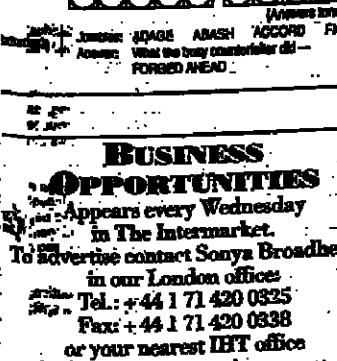 (Answers
Jumbles: ADAGE ABASH ACCORD
Answer: What the busy counterfeiter did —
FORGED AHEAD
BUSINESS
OPPORTUNITIES
Appears every Wednesday
in The Intermarket.
To advertise contact Sonya
in our London office:
Tel.: + 44 1 71 420 0325
Fax: + 44 1 71 420 0338
or your nearest IHT office